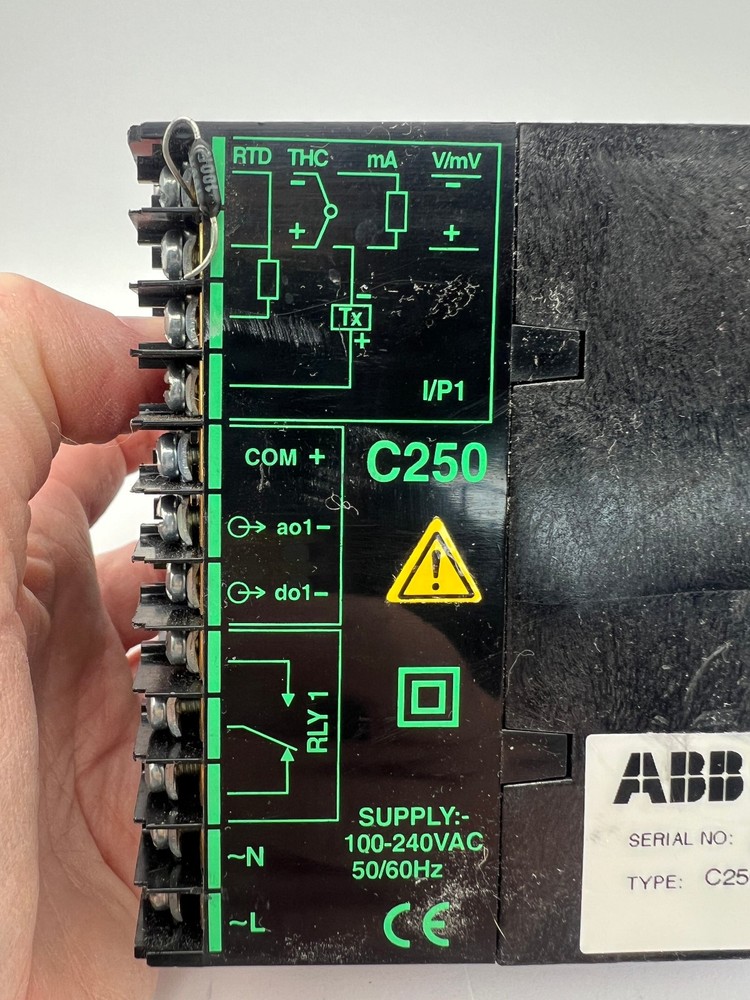 RTD THC mA V/mV
− −
+ +
−
Tx
+
I/P1
COM +
C250
ao1−
do1−
RLY 1
SUPPLY:-
100-240VAC
50/60Hz
~N
~L
CE
ABB
SERIAL NO:
TYPE: C25